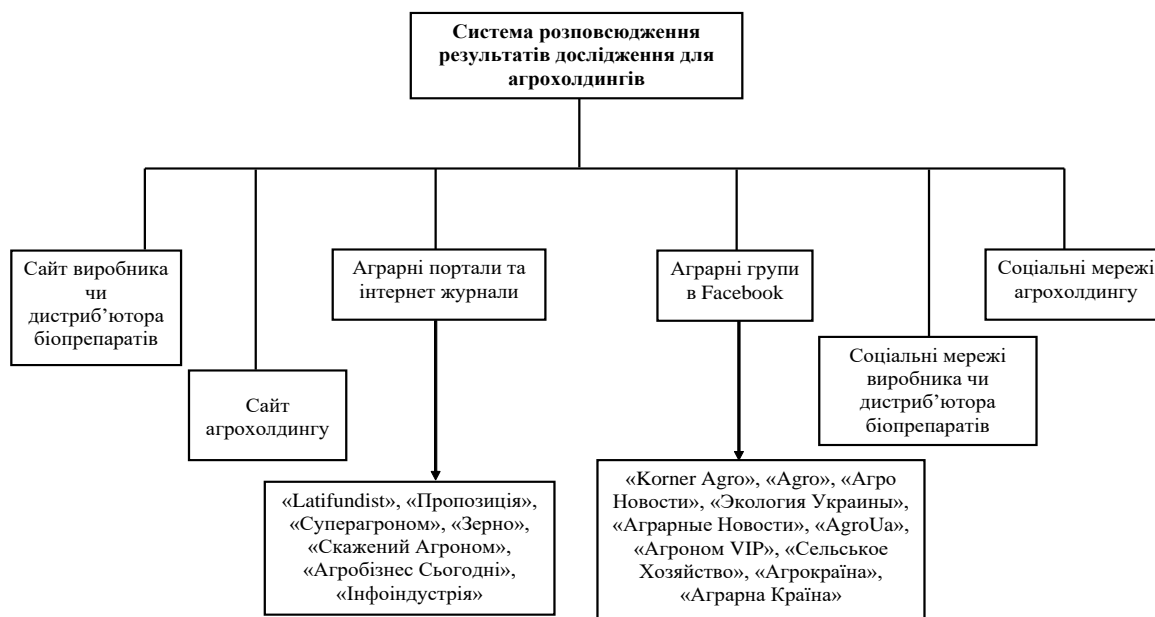 Система розповсюдження
результатів дослідження для
агрохолдингів
Сайт виробника
чи
дистриб’ютора
біопрепаратів
Сайт
агрохолдингу
Аграрні портали та
інтернет журнали
Аграрні групи
в Facebook
Соціальні мережі
виробника чи
дистриб’ютора
біопрепаратів
Соціальні мережі
агрохолдингу
«Latifundist», «Пропозиція»,
«Суперагроном», «Зерно»,
«Скажений Агроном»,
«Агробізнес Сьогодні»,
«Інфоіндустрія»
«Korner Agro», «Agro», «Агро
Новости», «Экология Украины»,
«Аграрные Новости», «AgroUa»,
«Агроном VIP», «Сельськое
Хозяйство», «Агрокраїна»,
«Аграрна Країна»